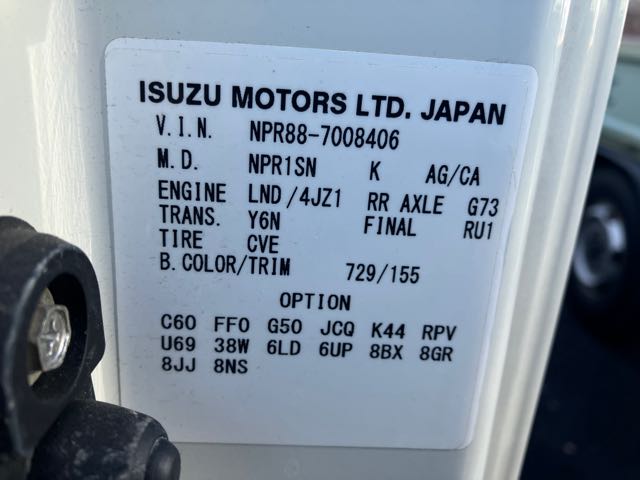 ISUZU MOTORS LTD. JAPAN
V.I.N. NPR88-7008406
M.D. NPR1SN K AG/CA
ENGINE LND/4JZ1 RR AXLE G73
TRANS. Y6N FINAL RU1
TIRE CVE
B.COLOR/TRIM 729/155
OPTION
C60 FF0 G50 JCQ K44 RPV
U69 38W 6LD 6UP 8BX 8GR
8JJ 8NS